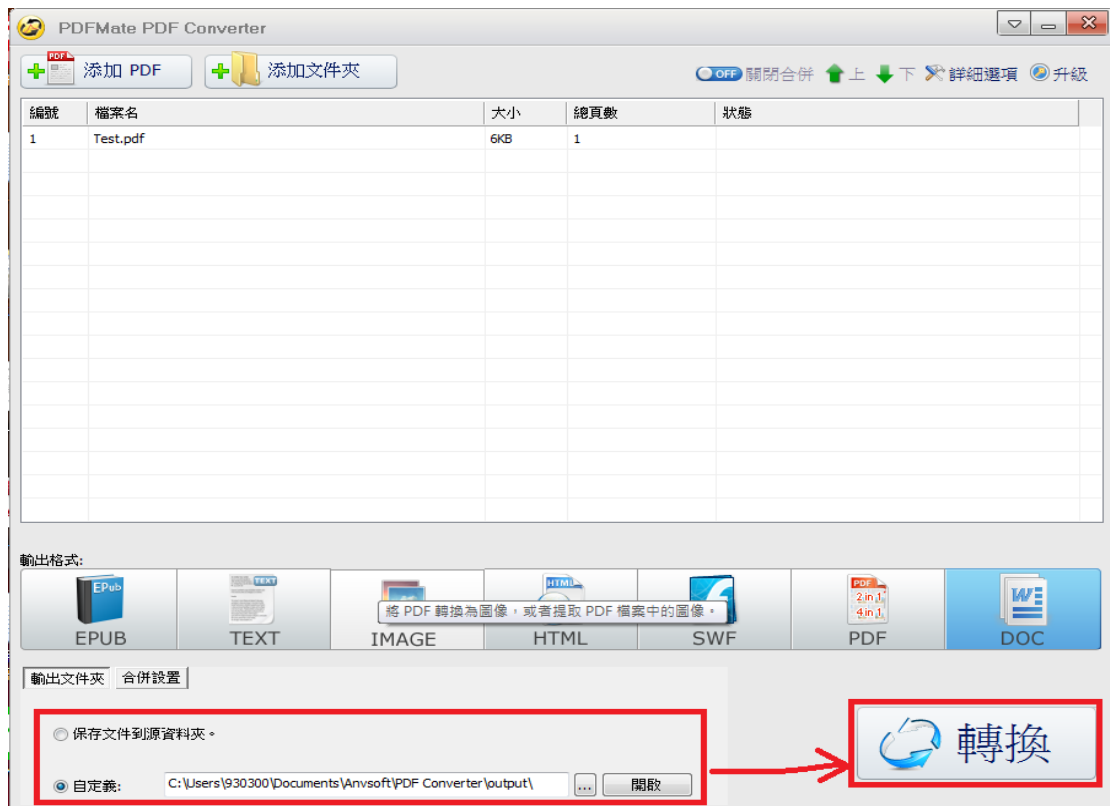 PDFMate PDF Converter
PDF
添加 PDF
添加文件夾
OFF 關閉合併 上 下 詳細選項 升級
編號 檔案名 大小 總頁數 狀態
1 Test.pdf 6KB 1
輸出格式:
EPub TEXT HTML PDF
2 in 1
4 in 1
W
將 PDF 轉換為圖像，或者提取 PDF 檔案中的圖像。
EPUB TEXT IMAGE HTML SWF PDF DOC
輸出文件夾 合併設置
保存文件到源資料夾。
自定義: C:\Users\930300\Documents\Anvsoft\PDF Converter\output\ ... 開啟
轉換